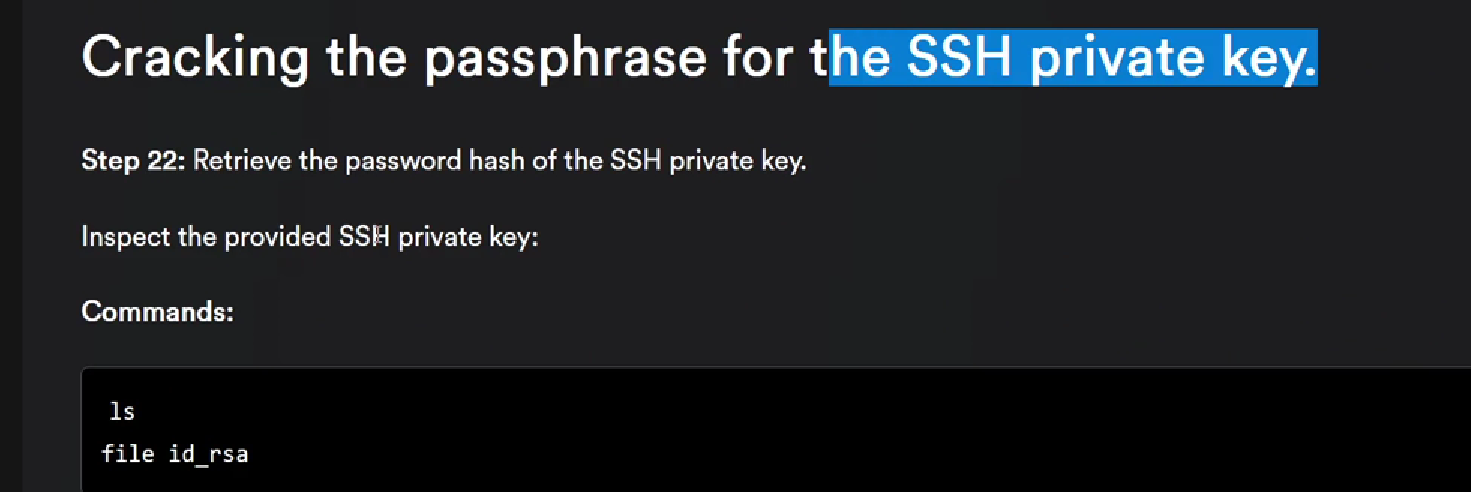 Cracking the passphrase for the SSH private key.
Step 22: Retrieve the password hash of the SSH private key.
Inspect the provided SSH private key:
Commands:
ls
file id_rsa